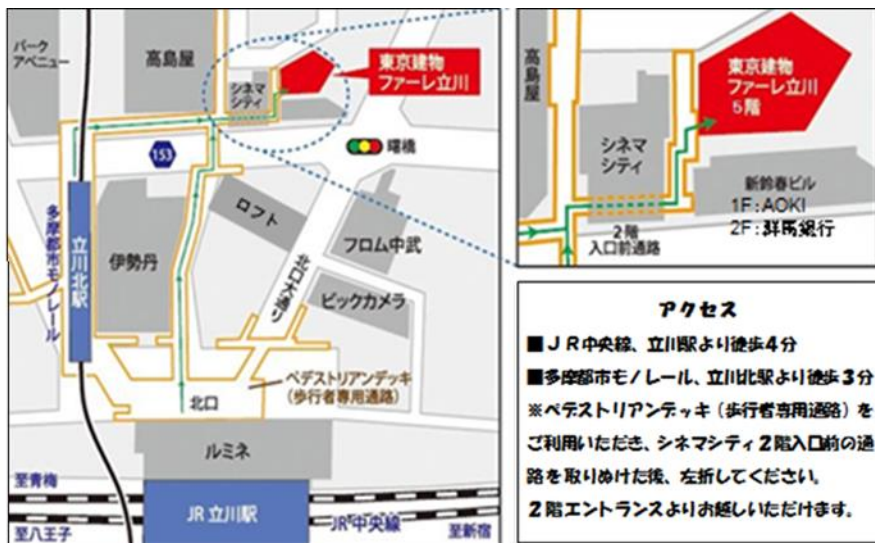 パーク
アベニュー
高島屋
シネマ
シティ
東京建物
ファーレ立川
153
曙橋
多摩都市モノレール
立川北駅
伊勢丹
ロフト
北口大通り
フロム中武
ビックカメラ
ペデストリアンデッキ
(歩行者専用通路)
北口
ルミネ
至青梅
JR 立川駅
JR 中央線
至八王子
至新宿
高島屋
東京建物
ファーレ立川
5階
シネマ
シティ
新鈴春ビル
1F:AOKI
2F:群馬銀行
2階
入口前通路
アクセス
■JR中央線、立川駅より徒歩4分
■多摩都市モノレール、立川北駅より徒歩3分
※ペデストリアンデッキ(歩行者専用通路)を
ご利用いただき、シネマシティ2階入口前の通
路を取りぬけた後、左折してください。
2階エントランスよりお越しいただけます。